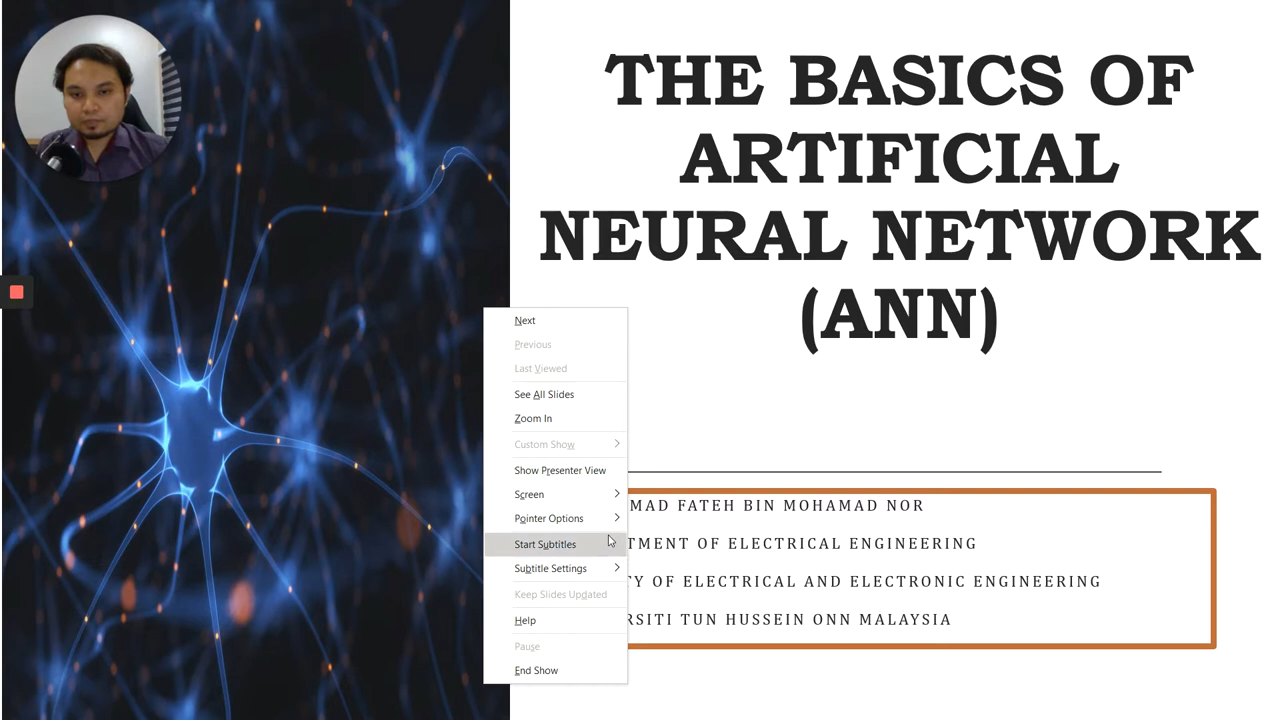 THE BASICS OF
ARTIFICIAL
NEURAL NETWORK
(ANN)
Next
Previous
Last Viewed
See All Slides
Zoom In
Custom Show
Show Presenter View
Screen
Pointer Options
Start Subtitles
Subtitle Settings
Keep Slides Updated
Help
Pause
End Show
MAD FATEH BIN MOHAMAD NOR
TMENT OF ELECTRICAL ENGINEERING
TY OF ELECTRICAL AND ELECTRONIC ENGINEERING
RSITI TUN HUSSEIN ONN MALAYSIA